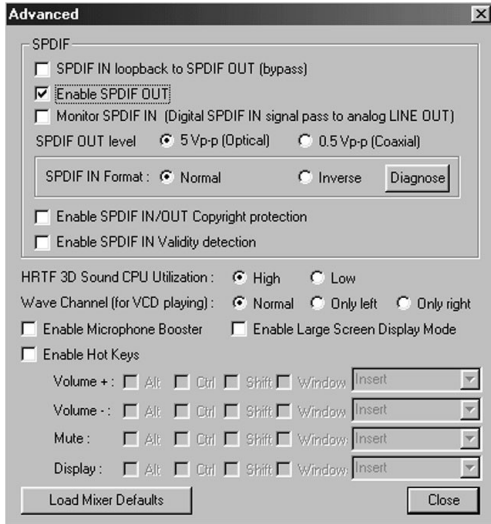 Advanced
SPDIF
SPDIF IN loopback to SPDIF OUT (bypass)
Enable SPDIF OUT
Monitor SPDIF IN (Digital SPDIF IN signal pass to analog LINE OUT)
SPDIF OUT level 5 Vp-p (Optical) 0.5 Vp-p (Coaxial)
SPDIF IN Format : Normal Inverse Diagnose
Enable SPDIF IN/OUT Copyright protection
Enable SPDIF IN Validity detection
HRTF 3D Sound CPU Utilization : High Low
Wave Channel (for VCD playing) : Normal Only left Only right
Enable Microphone Booster Enable Large Screen Display Mode
Enable Hot Keys
Volume + : Alt Ctrl Shift Window Insert
Volume - : Alt Ctrl Shift Window Insert
Mute : Alt Ctrl Shift Window Insert
Display : Alt Ctrl Shift Window Insert
Load Mixer Defaults Close